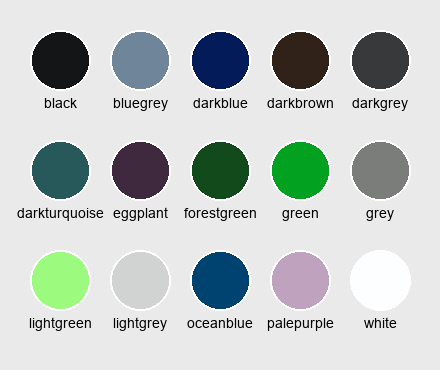 black bluegrey darkblue darkbrown darkgrey
darkturquoise eggplant forestgreen green grey
lightgreen lightgrey oceanblue palepurple white